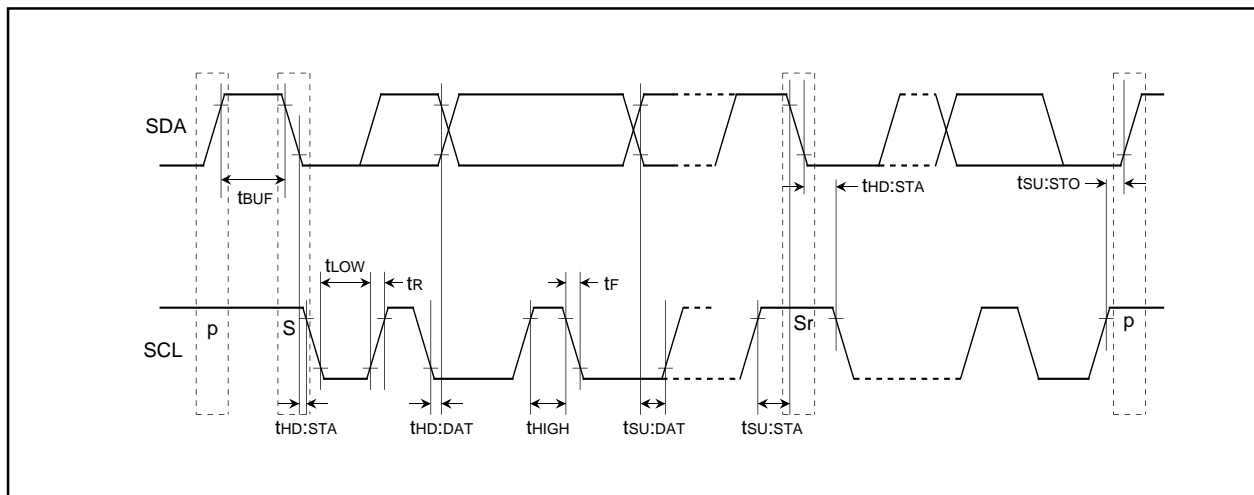 SDA
tBUF
tHD:STA
tSU:STO
tLOW
tR
tF
p
S
Sr
p
SCL
tHD:STA
tHD:DAT
tHIGH
tSU:DAT
tSU:STA